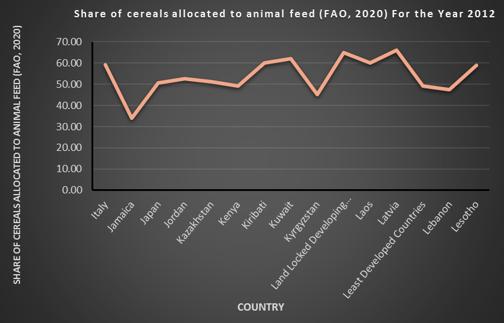 Share of cereals allocated to animal feed (FAO, 2020) For the Year 2012
SHARE OF CEREALS ALLOCATED TO ANIMAL FEED (FAO, 2020)
70.00
60.00
50.00
40.00
30.00
20.00
10.00
0.00
Italy
Jamaica
Japan
Jordan
Kazakhstan
Kenya
Kiribati
Kuwait
Kyrgyzstan
Land Locked Developing...
Laos
Latvia
Least Developed Countries
Lebanon
Lesotho
COUNTRY